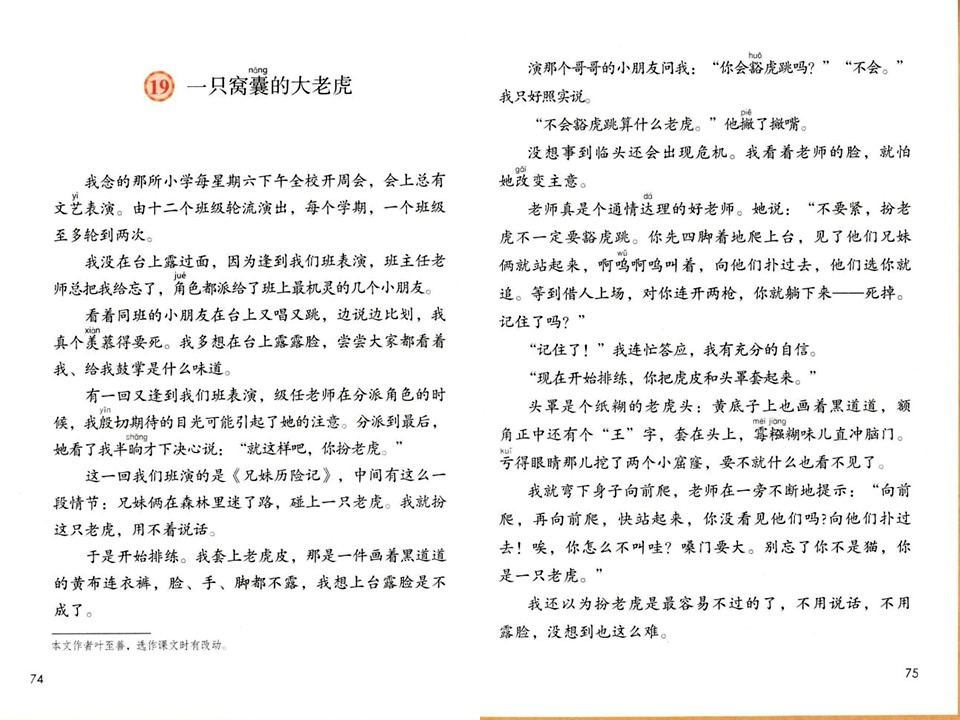 náng
19 一只窝囊的大老虎
我念的那所小学每星期六下午全校开周会，会上总有
yì
文艺表演。由十二个班级轮流演出，每个学期，一个班级
至多轮到两次。
我没在台上露过面，因为逢到我们班表演，班主任老
jué
师总把我给忘了，角色都派给了班上最机灵的几个小朋友。
看着同班的小朋友在台上又唱又跳，边说边比划，我
xiàn
真个羡慕得要死。我多想在台上露露脸，尝尝大家都看着
我、给我鼓掌是什么味道。
有一回又逢到我们班表演，级任老师在分派角色的时
yīn
候，我殷切期待的目光可能引起了她的注意。分派到最后，
shǎng
她看了我半晌才下决心说：“就这样吧，你扮老虎。”
这一回我们班演的是《兄妹历险记》，中间有这么一
段情节：兄妹俩在森林里迷了路，碰上一只老虎。我就扮
这只老虎，用不着说话。
于是开始排练。我套上老虎皮，那是一件画着黑道道
的黄布连衣裤，脸、手、脚都不露，我想上台露脸是不
成了。
本文作者叶至善，选作课文时有改动。
74
huō
演那个哥哥的小朋友问我：“你会豁虎跳吗？”“不会。”
我只好照实说。
piě
“不会豁虎跳算什么老虎。”他撇了撇嘴。
没想事到临头还会出现危机。我看着老师的脸，就怕
gǎi
她改变主意。
dá
老师真是个通情达理的好老师。她说：“不要紧，扮老
虎不一定要豁虎跳。你先四脚着地爬上台，见了他们兄妹
wū
俩就站起来，啊呜啊呜叫着，向他们扑过去，他们逃你就
追。等到猎人上场，对你连开两枪，你就躺下来——死掉。
记住了吗？”
“记住了！”我连忙答应，我有充分的自信。
“现在开始排练，你把虎皮和头罩套起来。”
头罩是个纸糊的老虎头：黄底子上也画着黑道道，额
méi jiàng
角正中还有个“王”字，套在头上，霉糨糊味儿直冲脑门。
kuī
亏得眼睛那儿挖了两个小窟窿，要不就什么也看不见了。
我就弯下身子向前爬，老师在一旁不断地提示：“向前
爬，再向前爬，快站起来，你没看见他们吗？向他们扑过
去！唉，你怎么不叫哇？嗓门要大。别忘了你不是猫，你
是一只老虎。”
我还以为扮老虎是最容易不过的了，不用说话，不用
露脸，没想到也这么难。
75